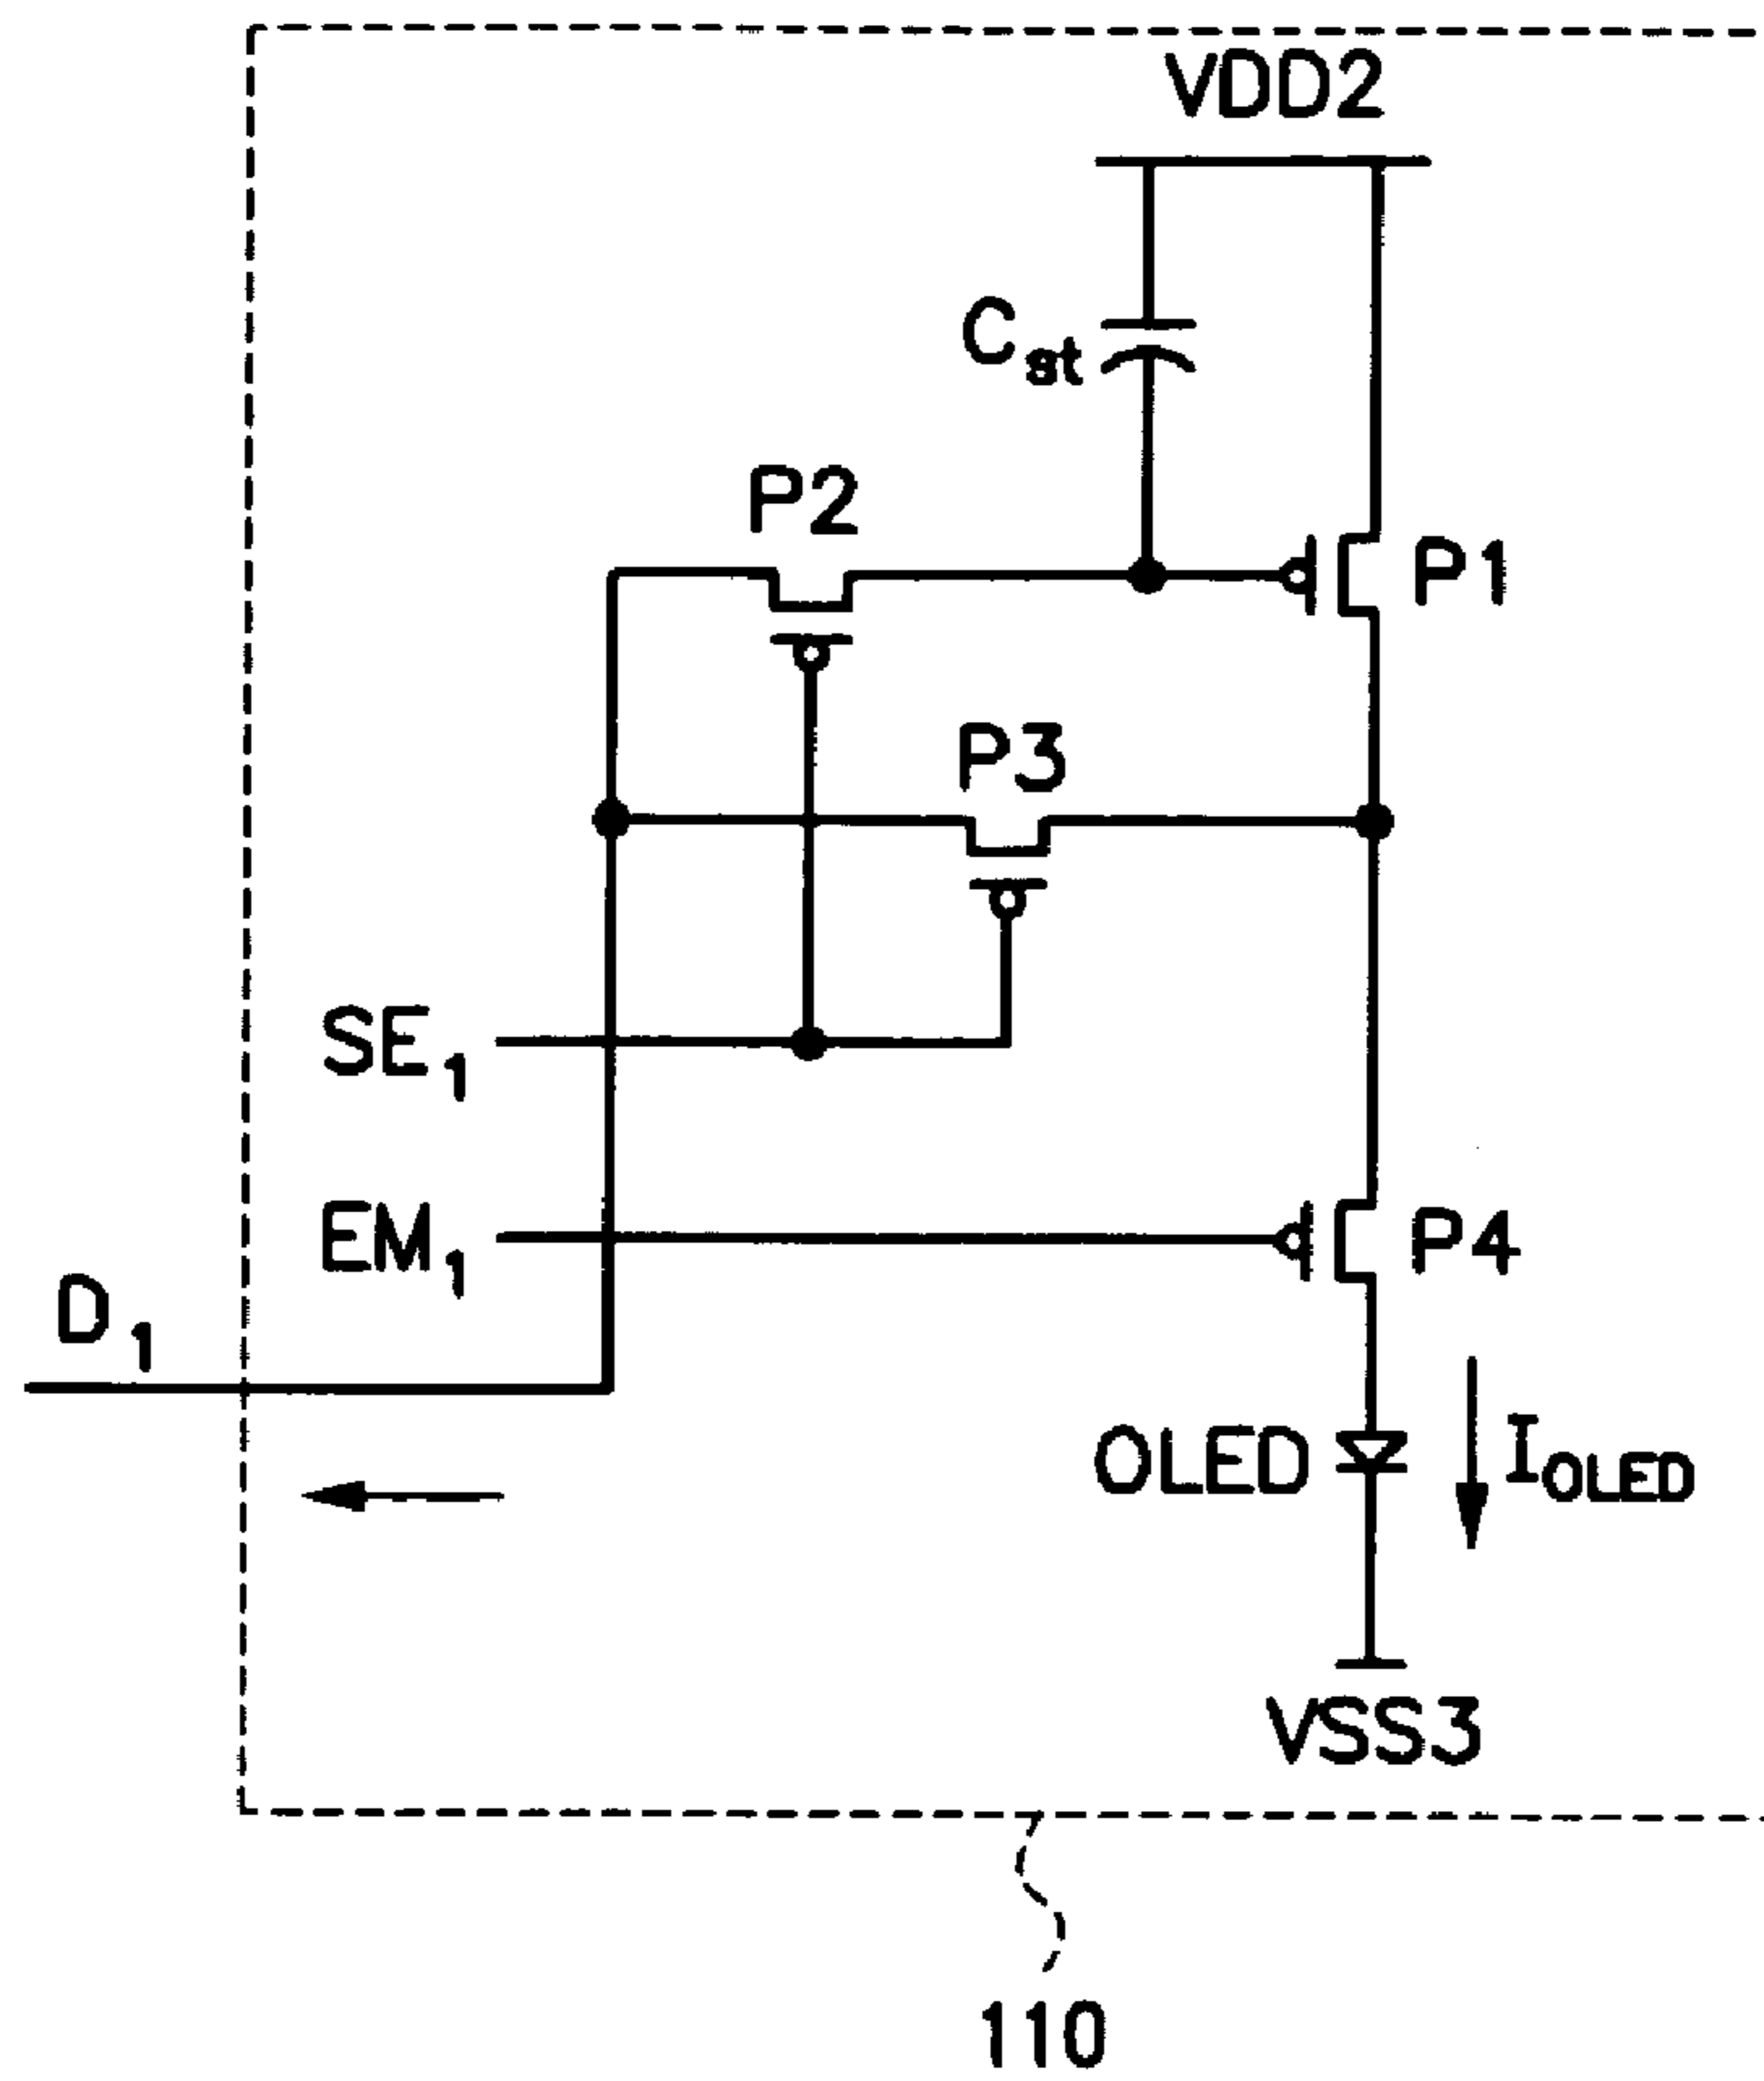 VDD2
Cst
P2
P1
P3
SE1
EM1
P4
D1
OLED
IOLED
VSS3
110